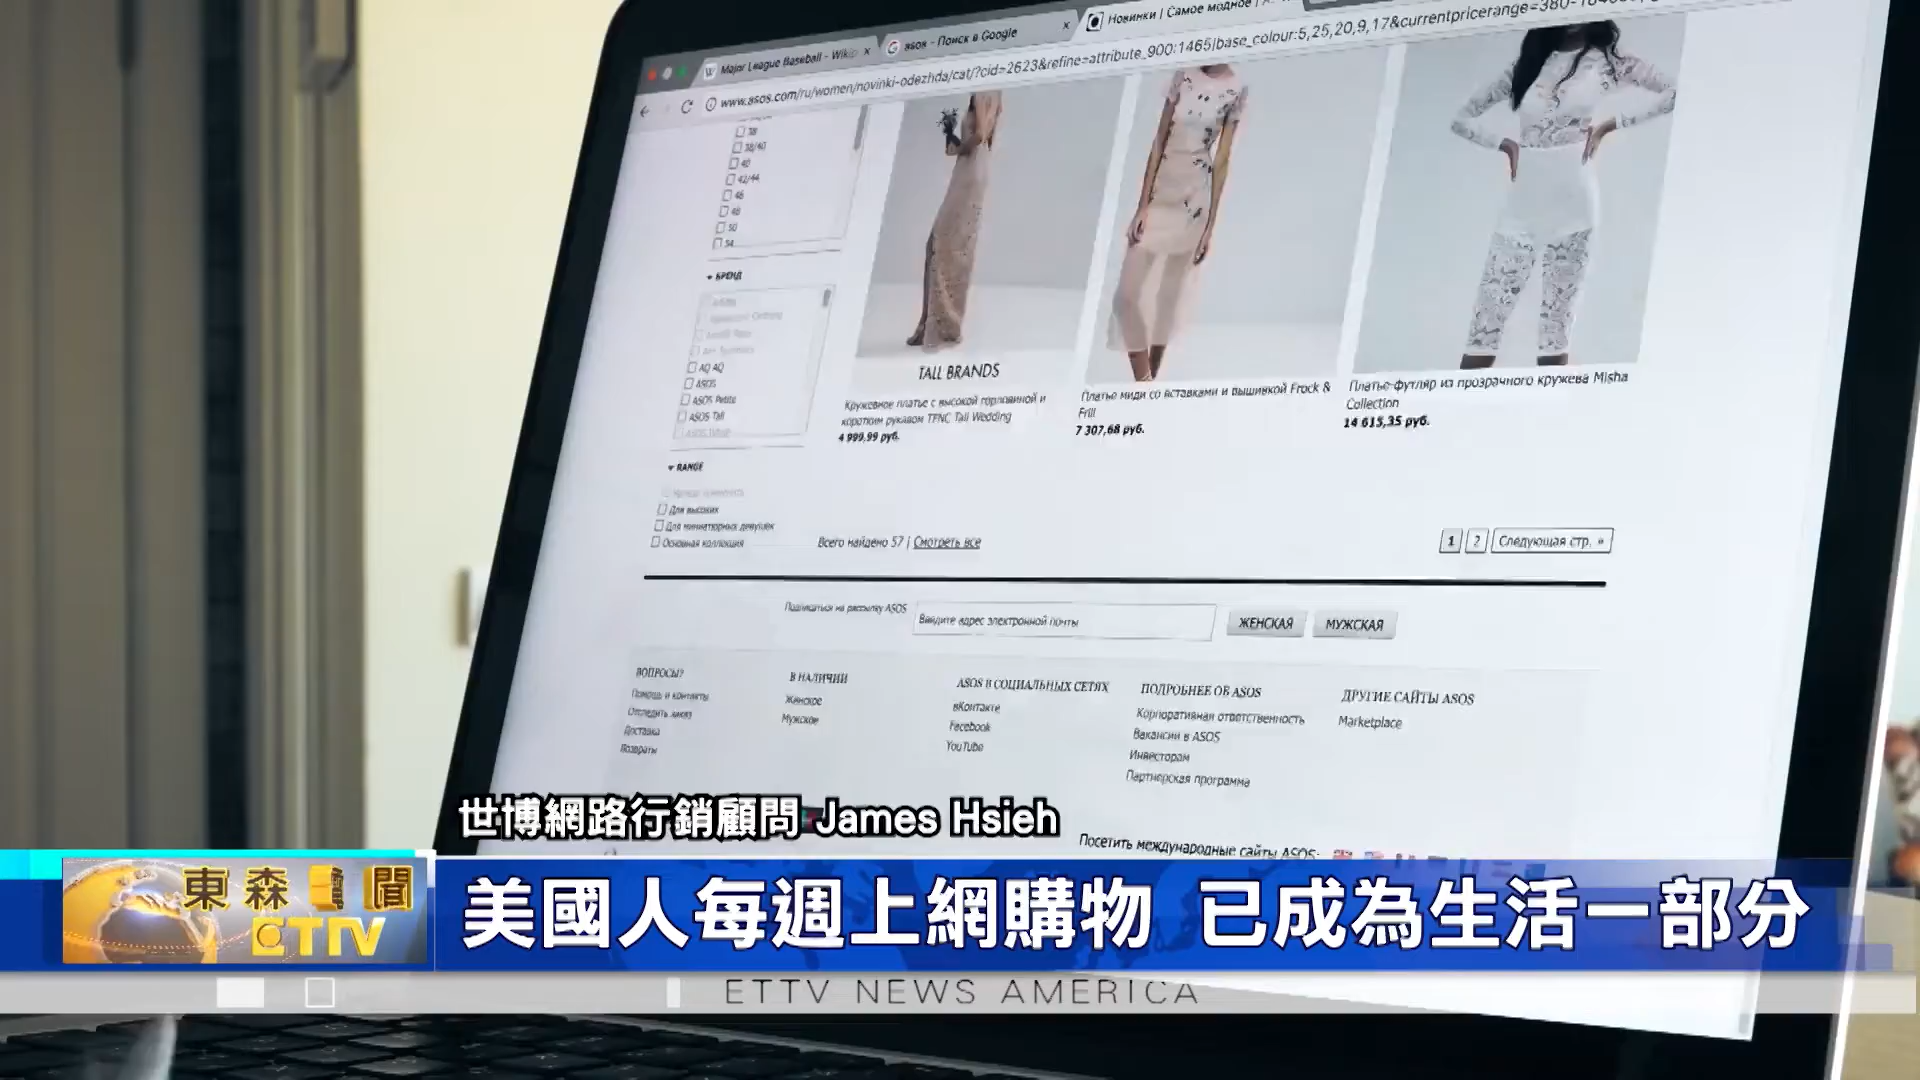 Major League Baseball - Wikip
asos - Поиск в Google
Новинки | Самое модное | A
www.asos.com/ru/women/novinki-odezhda/cat/?cid=2623&refine=attribute_900:1465|base_colour:5,25,20,9,17&currentpricerange=380-
38
38/40
40
42/44
46
48
50
54
БРЕНД
AQ AQ
ASOS
ASOS Petite
ASOS Tall
RANGE
Для высоких
Для миниатюрных девушек
Основная коллекция
TALL BRANDS
Кружевное платье с высокой горловиной и
коротким рукавом TFNC Tall Wedding
4 999,99 руб.
Платье миди со вставками и вышивкой Frock &
Frill
7 307,68 руб.
Платье-футляр из прозрачного кружева Misha
Collection
14 615,35 руб.
Всего найдено 57 | Смотреть все
1 2 Следующая стр. »
Подписаться на рассылку ASOS
Введите адрес электронной почты
ЖЕНСКАЯ
МУЖСКАЯ
ВОПРОСЫ?
Помощь и контакты
Отследить заказ
Доставка
Возвраты
В НАЛИЧИИ
Женское
Мужское
ASOS В СОЦИАЛЬНЫХ СЕТЯХ
вКонтакте
Facebook
YouTube
ПОДРОБНЕЕ ОБ ASOS
Корпоративная ответственность
Вакансии в ASOS
Инвесторам
Партнерская программа
ДРУГИЕ САЙТЫ ASOS
Marketplace
Посетить международные сайты ASOS:
世博網路行銷顧問 James Hsieh
東森新聞
ETTV
美國人每週上網購物 已成為生活一部分
ETTV NEWS AMERICA